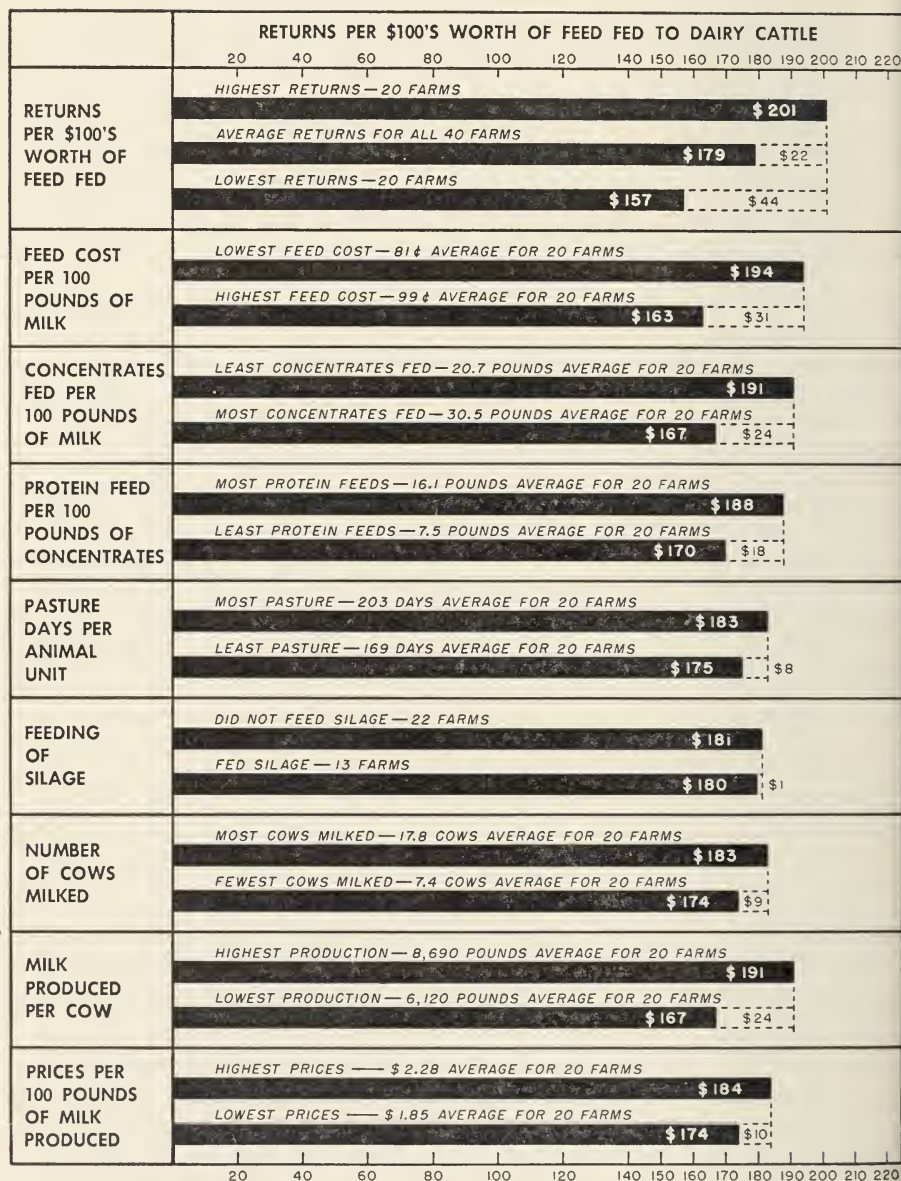 RETURNS PER $100'S WORTH OF FEED FED TO DAIRY CATTLE
20 40 60 80 100 120 140 150 160 170 180 190 200 210 220
RETURNS
PER $100'S
WORTH OF
FEED FED
HIGHEST RETURNS—20 FARMS
$201
AVERAGE RETURNS FOR ALL 40 FARMS
$179 $22
LOWEST RETURNS—20 FARMS
$157 $44
FEED COST
PER 100
POUNDS OF
MILK
LOWEST FEED COST—81¢ AVERAGE FOR 20 FARMS
$194
HIGHEST FEED COST—99¢ AVERAGE FOR 20 FARMS
$163 $31
CONCENTRATES
FED PER
100 POUNDS
OF MILK
LEAST CONCENTRATES FED—20.7 POUNDS AVERAGE FOR 20 FARMS
$191
MOST CONCENTRATES FED—30.5 POUNDS AVERAGE FOR 20 FARMS
$167 $24
PROTEIN FEED
PER 100
POUNDS OF
CONCENTRATES
MOST PROTEIN FEEDS—16.1 POUNDS AVERAGE FOR 20 FARMS
$188
LEAST PROTEIN FEEDS—7.5 POUNDS AVERAGE FOR 20 FARMS
$170 $18
PASTURE
DAYS PER
ANIMAL
UNIT
MOST PASTURE—203 DAYS AVERAGE FOR 20 FARMS
$183
LEAST PASTURE—169 DAYS AVERAGE FOR 20 FARMS
$175 $8
FEEDING
OF
SILAGE
DID NOT FEED SILAGE—22 FARMS
$181
FED SILAGE—13 FARMS
$180 $1
NUMBER
OF COWS
MILKED
MOST COWS MILKED—17.8 COWS AVERAGE FOR 20 FARMS
$183
FEWEST COWS MILKED—7.4 COWS AVERAGE FOR 20 FARMS
$174 $9
MILK
PRODUCED
PER COW
HIGHEST PRODUCTION—8,690 POUNDS AVERAGE FOR 20 FARMS
$191
LOWEST PRODUCTION—6,120 POUNDS AVERAGE FOR 20 FARMS
$167 $24
PRICES PER
100 POUNDS
OF MILK
PRODUCED
HIGHEST PRICES — $2.28 AVERAGE FOR 20 FARMS
$184
LOWEST PRICES — $1.85 AVERAGE FOR 20 FARMS
$174 $10
20 40 60 80 100 120 140 150 160 170 180 190 200 210 220